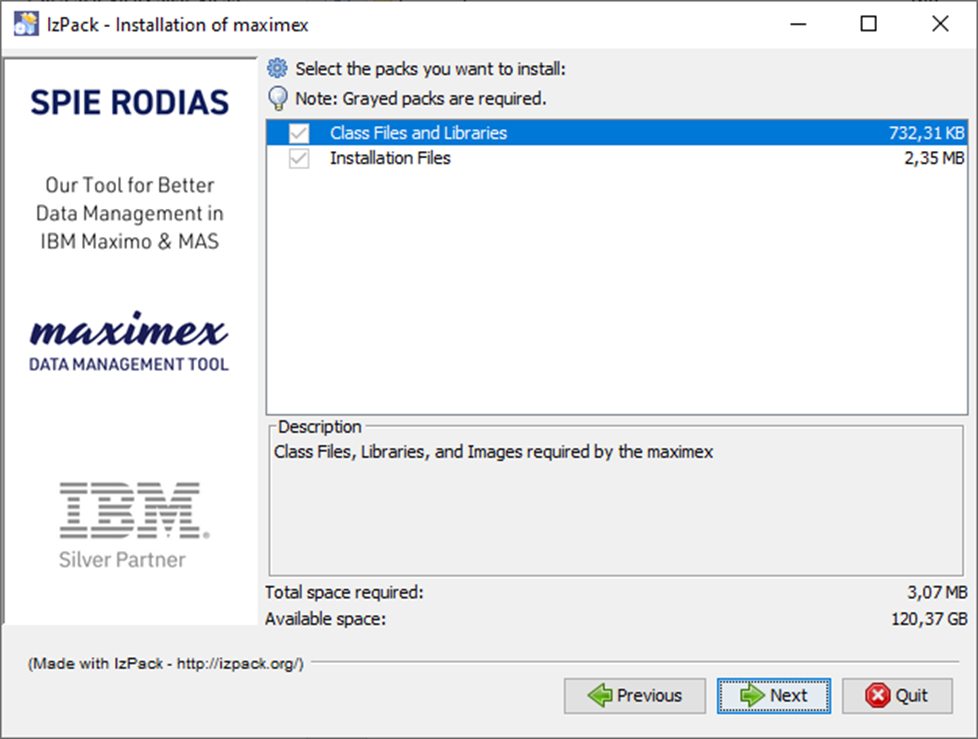 IzPack - Installation of maximex
SPIE RODIAS
Our Tool for Better
Data Management in
IBM Maximo & MAS
maximex
DATA MANAGEMENT TOOL
IBM®
Silver Partner
Select the packs you want to install:
Note: Grayed packs are required.
Class Files and Libraries 732,31 KB
Installation Files 2,35 MB
Description
Class Files, Libraries, and Images required by the maximex
Total space required: 3,07 MB
Available space: 120,37 GB
(Made with IzPack - http://izpack.org/)
Previous Next Quit